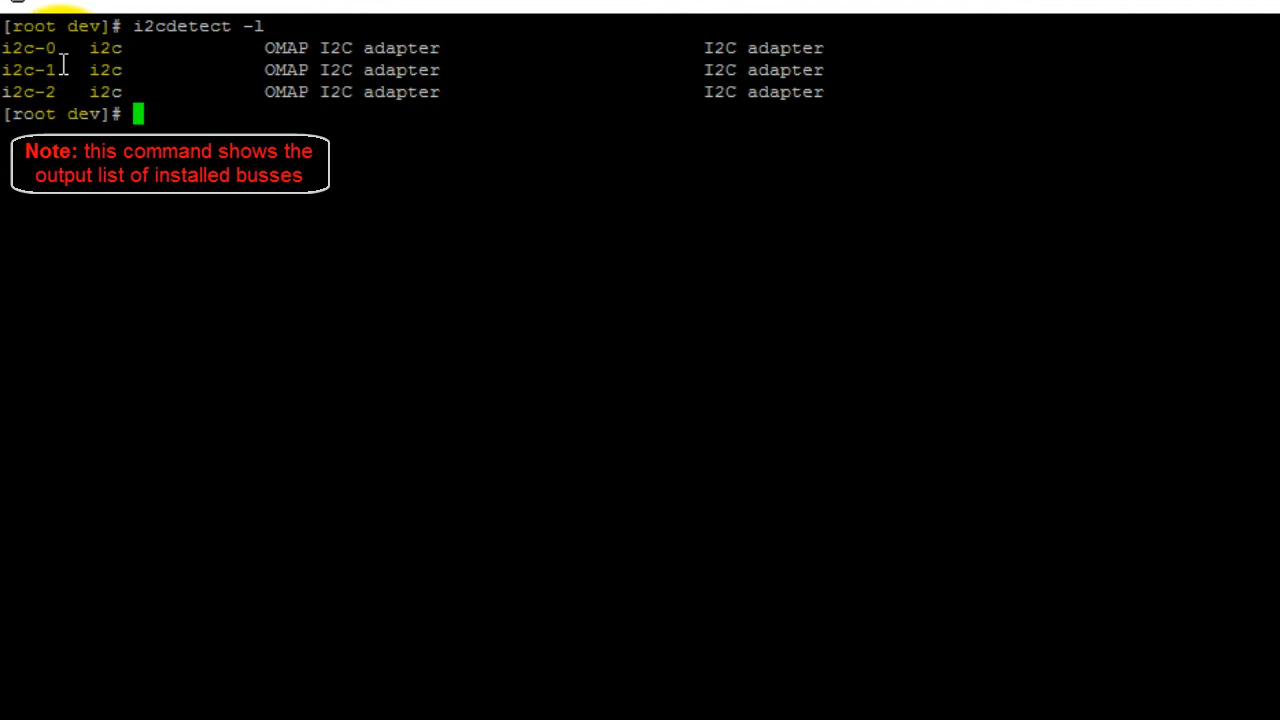 [root dev]# i2cdetect -l
i2c-0 i2c OMAP I2C adapter I2C adapter
i2c-1 i2c OMAP I2C adapter I2C adapter
i2c-2 i2c OMAP I2C adapter I2C adapter
[root dev]#
Note: this command shows the
output list of installed busses